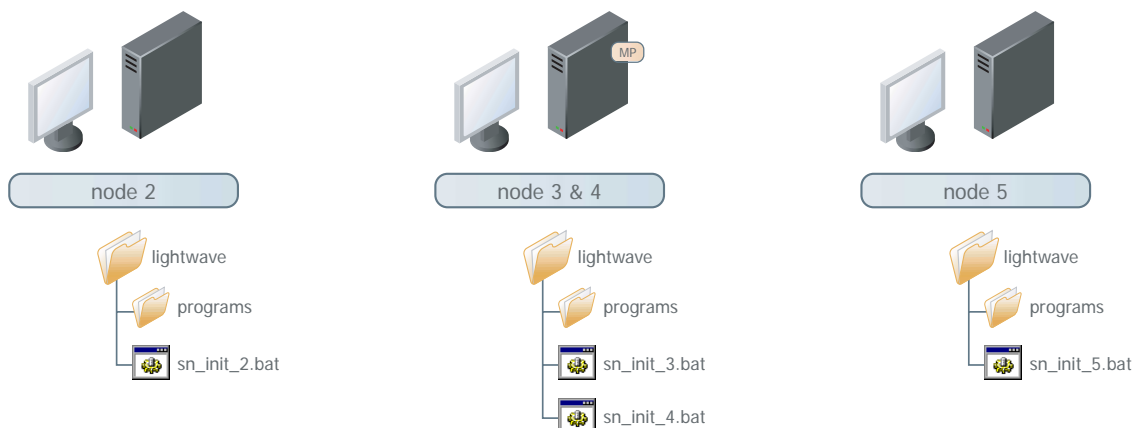 MP
node 2
node 3 & 4
node 5
lightwave
programs
sn_init_2.bat
lightwave
programs
sn_init_3.bat
sn_init_4.bat
lightwave
programs
sn_init_5.bat